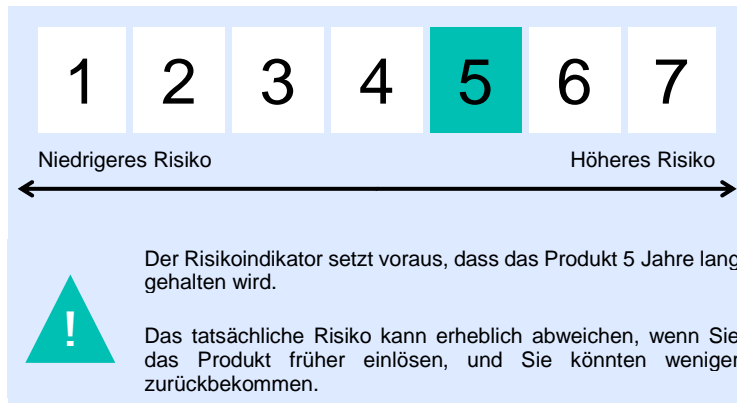 1 2 3 4 5 6 7
Niedrigeres Risiko Höheres Risiko
Der Risikoindikator setzt voraus, dass das Produkt 5 Jahre lang
gehalten wird.
!
Das tatsächliche Risiko kann erheblich abweichen, wenn Sie
das Produkt früher einlösen, und Sie könnten weniger
zurückbekommen.